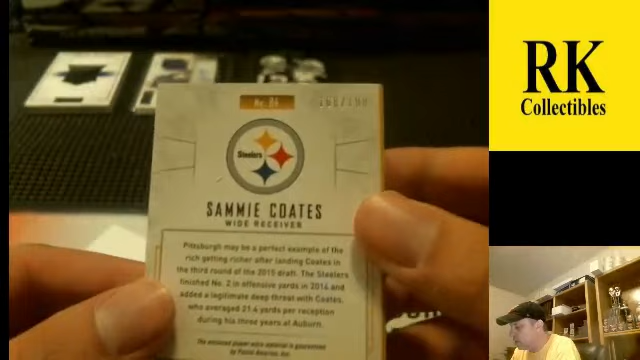 RK
Collectibles
No. 86
Steelers
SAMMIE COATES
WIDE RECEIVER
Pittsburgh may be a perfect example of the
rich getting richer after landing Coates in
the third round of the 2015 draft. The Steelers
finished No. 2 in offensive yards in 2014 and
added a legitimate deep threat with Coates,
who averaged 21.4 yards per reception
during his three years at Auburn.